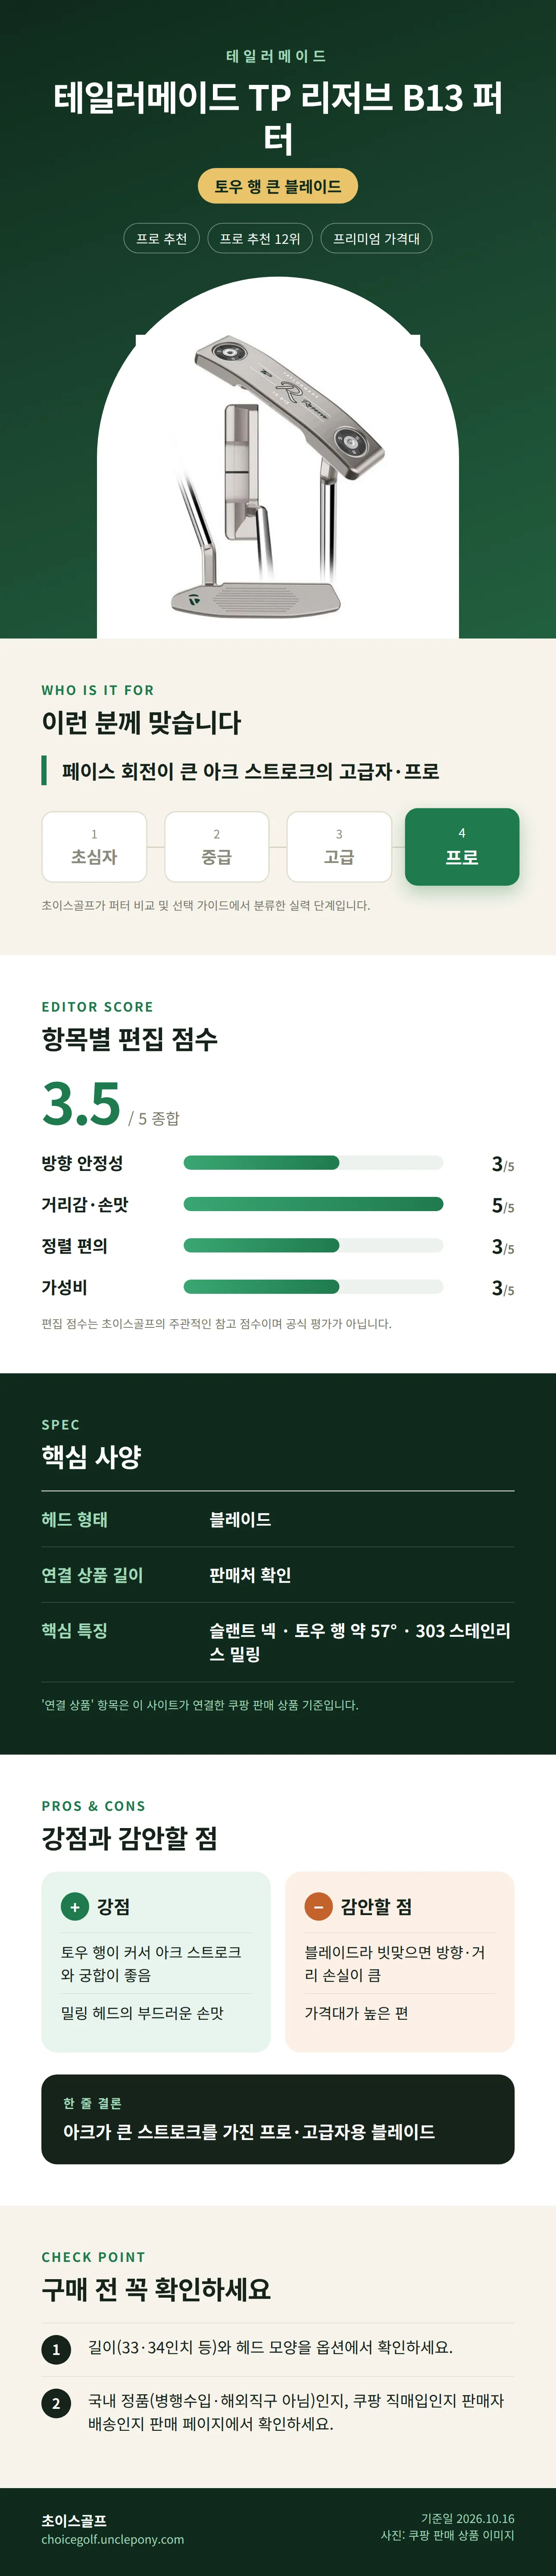 테일러메이드
테일러메이드 TP 리저브 B13 퍼
터
토우 행 큰 블레이드
프로 추천
프로 추천 12위
프리미엄 가격대
WHO IS IT FOR
이런 분께 맞습니다
페이스 회전이 큰 아크 스트로크의 고급자·프로
1
초심자
2
중급
3
고급
4
프로
초이스골프가 퍼터 비교 및 선택 가이드에서 분류한 실력 단계입니다.
EDITOR SCORE
항목별 편집 점수
3.5 / 5 종합
방향 안정성 3/5
거리감·손맛 5/5
정렬 편의 3/5
가성비 3/5
편집 점수는 초이스골프의 주관적인 참고 점수이며 공식 평가가 아닙니다.
SPEC
핵심 사양
헤드 형태 블레이드
연결 상품 길이 판매처 확인
핵심 특징 슬랜트 넥 · 토우 행 약 57° · 303 스테인리
스 밀링
'연결 상품' 항목은 이 사이트가 연결한 쿠팡 판매 상품 기준입니다.
PROS & CONS
강점과 감안할 점
+ 강점
토우 행이 커서 아크 스트로크
와 궁합이 좋음
밀링 헤드의 부드러운 손맛
− 감안할 점
블레이드라 빗맞으면 방향·거
리 손실이 큼
가격대가 높은 편
한 줄 결론
아크가 큰 스트로크를 가진 프로·고급자용 블레이드
CHECK POINT
구매 전 꼭 확인하세요
1 길이(33·34인치 등)와 헤드 모양을 옵션에서 확인하세요.
2 국내 정품(병행수입·해외직구 아님)인지, 쿠팡 직매입인지 판매자
배송인지 판매 페이지에서 확인하세요.
초이스골프
choicegolf.unclepony.com
기준일 2026.10.16
사진: 쿠팡 판매 상품 이미지